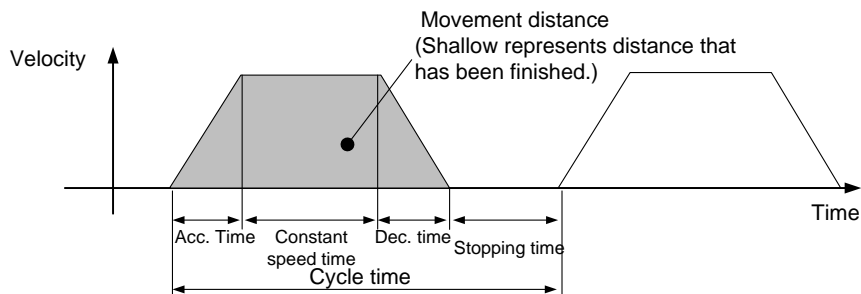 Movement distance
(Shallow represents distance that
has been finished.)
Velocity
Time
Acc. Time
Constant
speed time
Dec. time
Stopping time
Cycle time